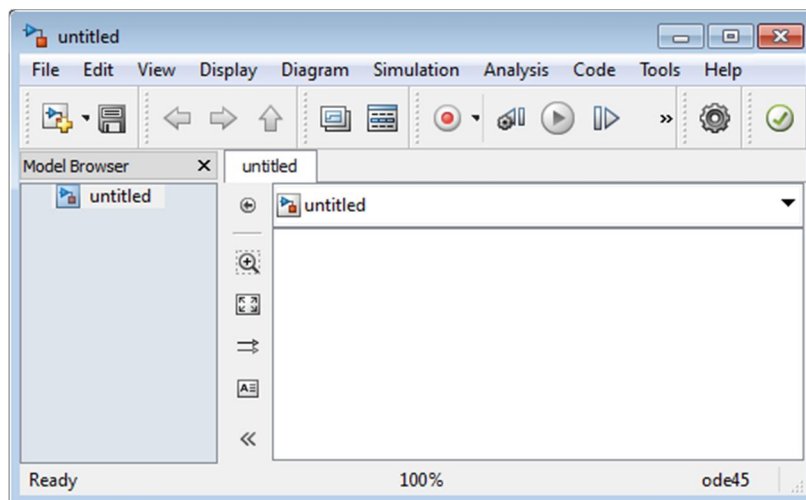 untitled
File Edit View Display Diagram Simulation Analysis Code Tools Help
»
Model Browser
untitled
untitled
untitled
A
Ready 100% ode45